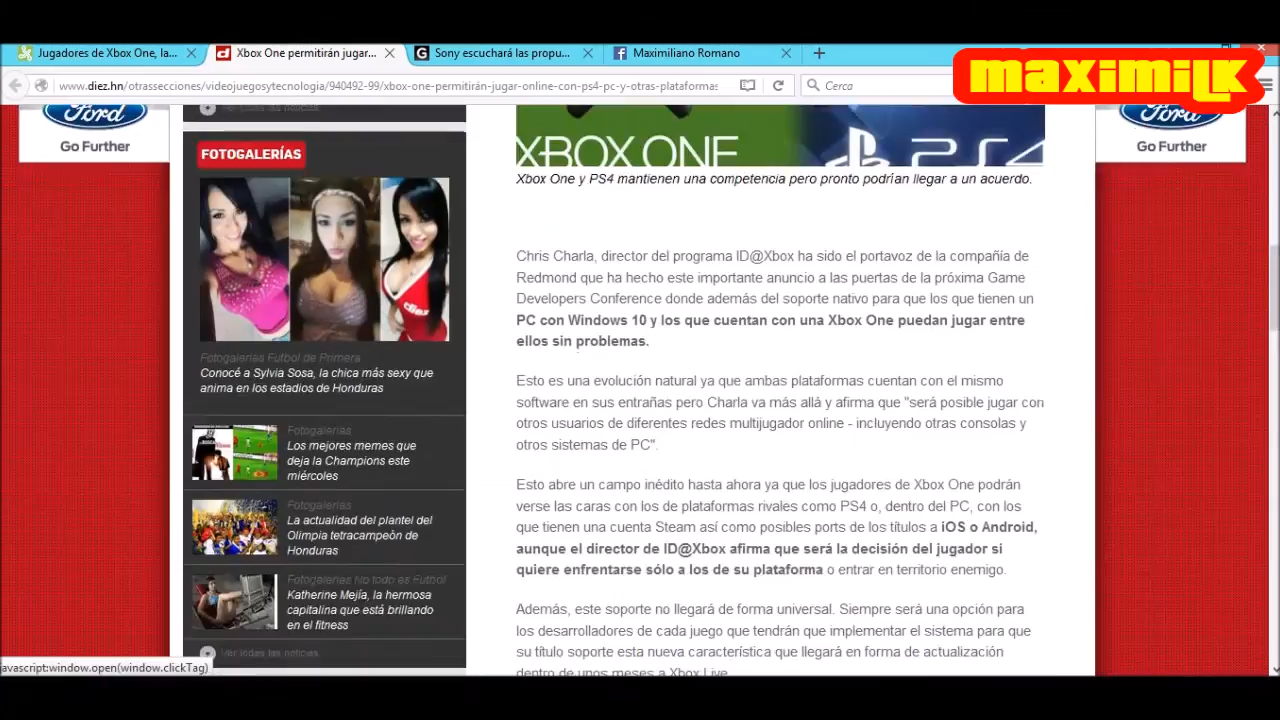 Jugadores de Xbox One, la...
Xbox One permitirán jugar...
Sony escuchará las propu...
Maximiliano Romano
MAXIMILK
www.diez.hn/otrassecciones/videojuegosytecnologia/940492-99/xbox-one-permitirán-jugar-online-con-ps4-pc-y-otras-plataformas
Cerca
Ford
Go Further
FOTOGALERÍAS
Fotogalerías Futbol de Primera
Conocé a Sylvia Sosa, la chica más sexy que
anima en los estadios de Honduras
Fotogalerías
Los mejores memes que
deja la Champions este
miércoles
Fotogalerías
La actualidad del plantel del
Olimpia tetracampeón de
Honduras
Fotogalerías No todo es Futbol
Katherine Mejía, la hermosa
capitalina que está brillando
en el fitness
Ver todas las noticias
javascript:window.open(window.clickTag)
XBOX ONE
PS4
Xbox One y PS4 mantienen una competencia pero pronto podrían llegar a un acuerdo.
Chris Charla, director del programa ID@Xbox ha sido el portavoz de la compañía de
Redmond que ha hecho este importante anuncio a las puertas de la próxima Game
Developers Conference donde además del soporte nativo para que los que tienen un
PC con Windows 10 y los que cuentan con una Xbox One puedan jugar entre
ellos sin problemas.
Esto es una evolución natural ya que ambas plataformas cuentan con el mismo
software en sus entrañas pero Charla va más allá y afirma que "será posible jugar con
otros usuarios de diferentes redes multijugador online - incluyendo otras consolas y
otros sistemas de PC".
Esto abre un campo inédito hasta ahora ya que los jugadores de Xbox One podrán
verse las caras con los de plataformas rivales como PS4 o, dentro del PC, con los
que tienen una cuenta Steam así como posibles ports de los títulos a iOS o Android,
aunque el director de ID@Xbox afirma que será la decisión del jugador si
quiere enfrentarse sólo a los de su plataforma o entrar en territorio enemigo.
Además, este soporte no llegará de forma universal. Siempre será una opción para
los desarrolladores de cada juego que tendrán que implementar el sistema para que
su título soporte esta nueva característica que llegará en forma de actualización
dentro de unos meses a Xbox Live.
Ford
Go Further